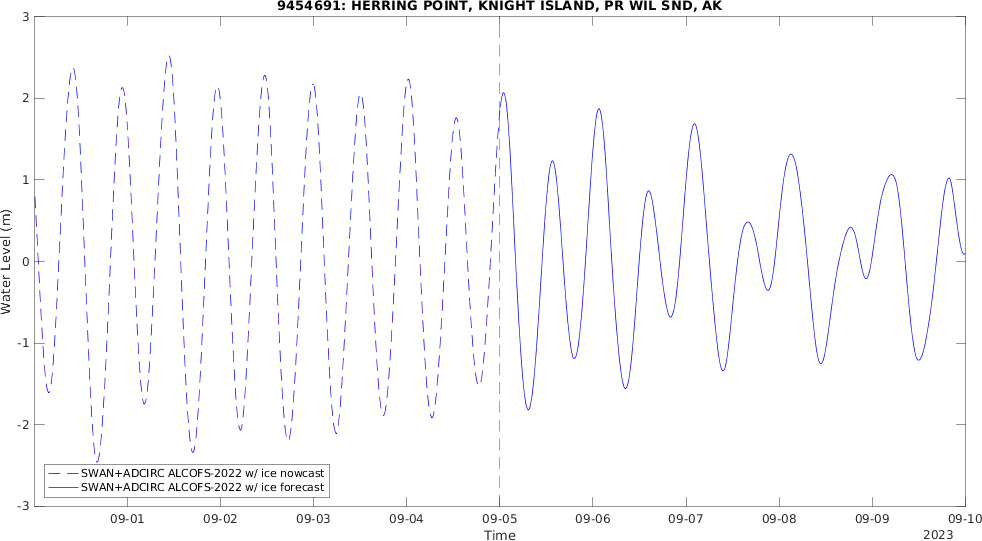 9454691: HERRING POINT, KNIGHT ISLAND, PR WIL SND, AK
3
2
1
0
-1
-2
-3
Water Level (m)
SWAN+ADCIRC ALCOFS-2022 w/ ice nowcast
SWAN+ADCIRC ALCOFS-2022 w/ ice forecast
09-01 09-02 09-03 09-04 09-05 09-06 09-07 09-08 09-09 09-10
Time
2023